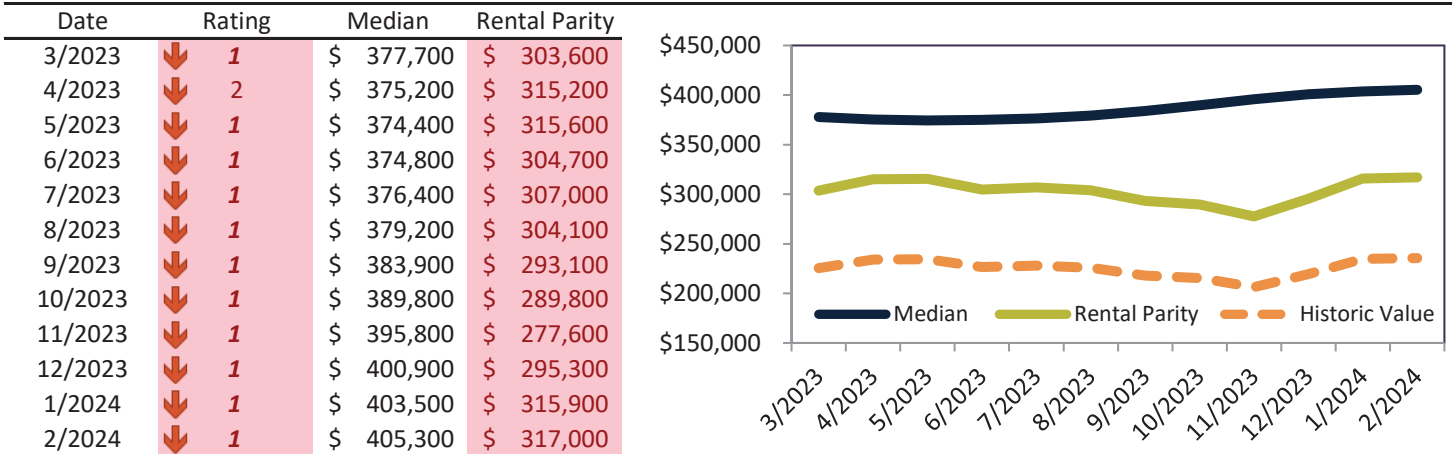 Date Rating Median Rental Parity
3/2023 1 $ 377,700 $ 303,600
4/2023 2 $ 375,200 $ 315,200
5/2023 1 $ 374,400 $ 315,600
6/2023 1 $ 374,800 $ 304,700
7/2023 1 $ 376,400 $ 307,000
8/2023 1 $ 379,200 $ 304,100
9/2023 1 $ 383,900 $ 293,100
10/2023 1 $ 389,800 $ 289,800
11/2023 1 $ 395,800 $ 277,600
12/2023 1 $ 400,900 $ 295,300
1/2024 1 $ 403,500 $ 315,900
2/2024 1 $ 405,300 $ 317,000
$450,000
$400,000
$350,000
$300,000
$250,000
$200,000
$150,000
Median Rental Parity Historic Value
3/2023 4/2023 5/2023 6/2023 7/2023 8/2023 9/2023 10/2023 11/2023 12/2023 1/2024 2/2024